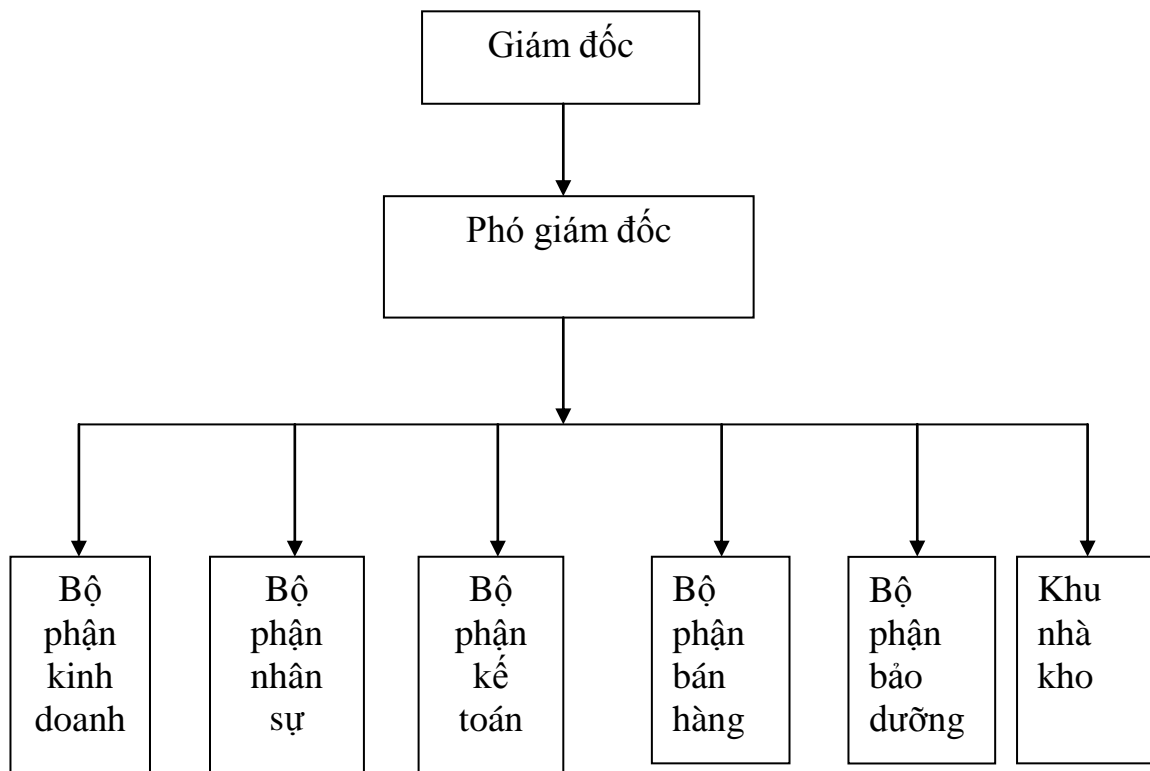 Giám đốc
Phó giám đốc
Bộ
phận
kinh
doanh
Bộ
phận
nhân
sự
Bộ
phận
kế
toán
Bộ
phận
bán
hàng
Bộ
phận
bảo
dưỡng
Khu
nhà
kho